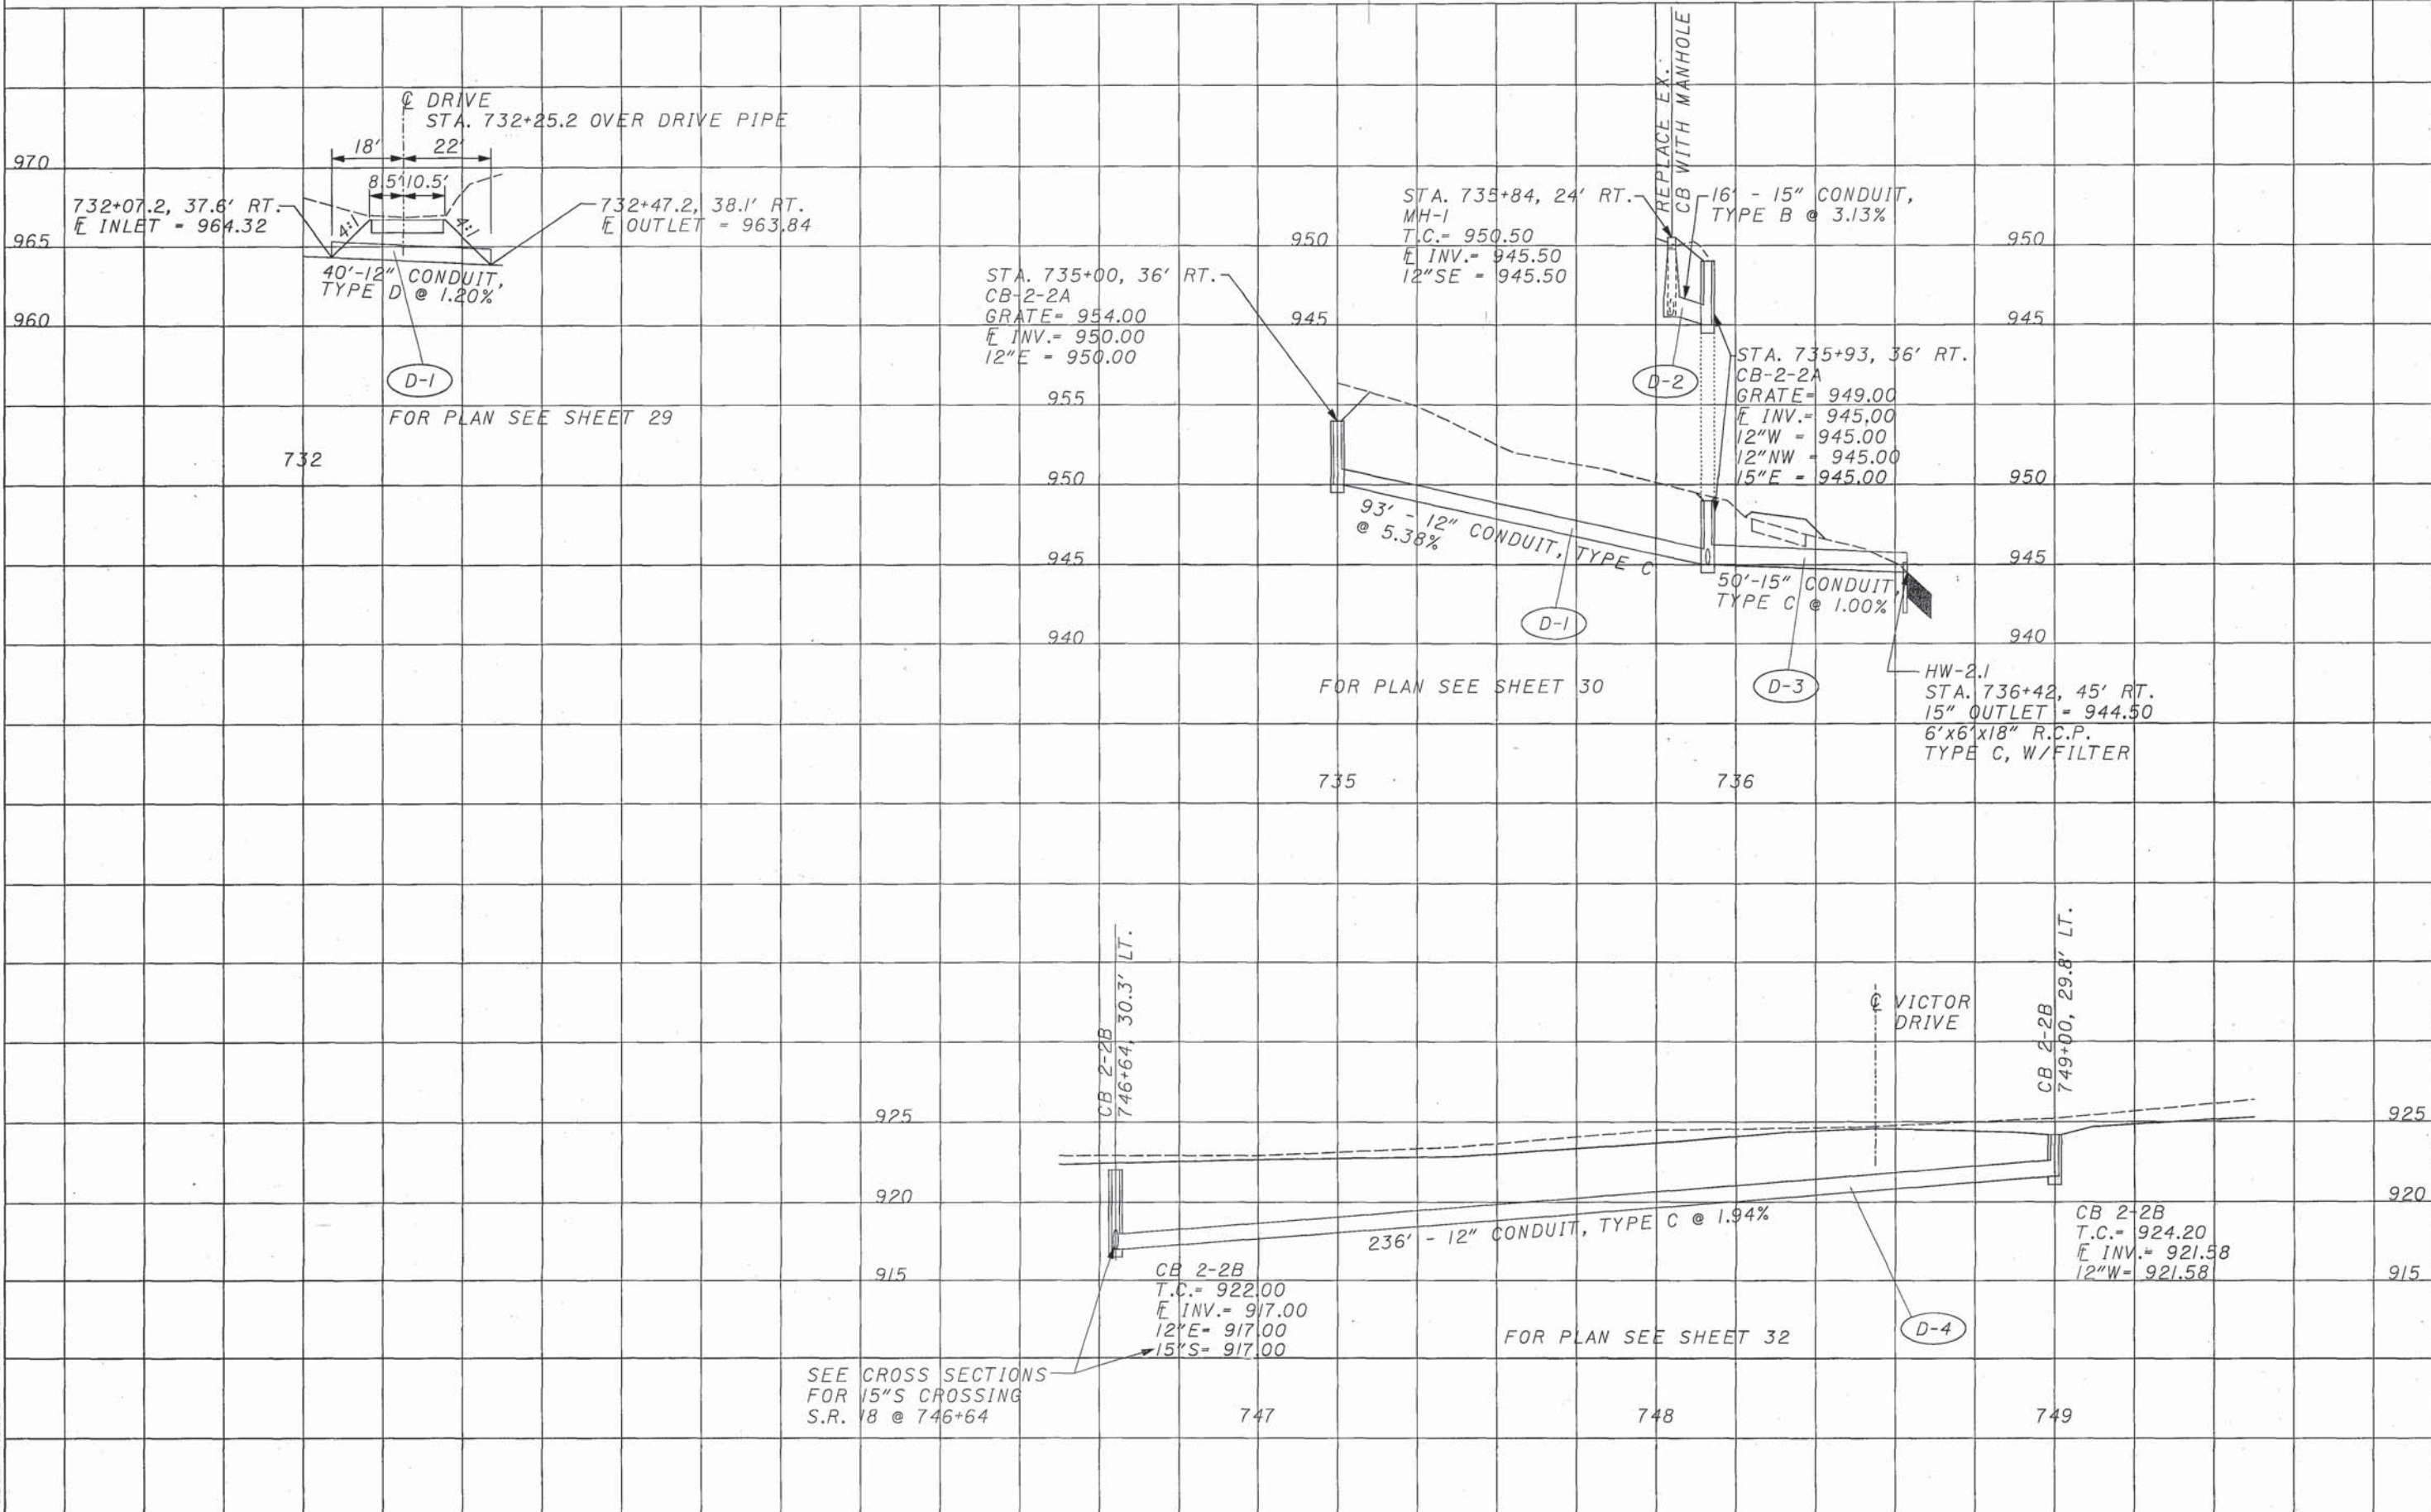 ℄ DRIVE
STA. 732+25.2 OVER DRIVE PIPE
18' 22'
8.5' 10.5'
970
965
960
732+07.2, 37.6' RT.
℄ INLET = 964.32
4:1
4:1
732+47.2, 38.1' RT.
℄ OUTLET = 963.84
40'-12" CONDUIT,
TYPE D @ 1.20%
D-1
FOR PLAN SEE SHEET 29
732
REPLACE EX.
CB WITH MANHOLE
STA. 735+84, 24' RT.
MH-1
T.C.= 950.50
℄ INV.= 945.50
12"SE = 945.50
16' - 15" CONDUIT,
TYPE B @ 3.13%
950
945
950
945
STA. 735+00, 36' RT.
CB-2-2A
GRATE= 954.00
℄ INV.= 950.00
12"E = 950.00
D-2
STA. 735+93, 36' RT.
CB-2-2A
GRATE= 949.00
℄ INV.= 945.00
12"W = 945.00
12"NW = 945.00
15"E = 945.00
955
950
945
940
950
945
940
93' - 12" CONDUIT, TYPE C
@ 5.38%
50'-15" CONDUIT,
TYPE C @ 1.00%
D-1
D-3
FOR PLAN SEE SHEET 30
HW-2.1
STA. 736+42, 45' RT.
15" OUTLET = 944.50
6'x6'x18" R.C.P.
TYPE C, W/FILTER
735
736
CB 2-2B
746+64, 30.3' LT.
℄ VICTOR
DRIVE
CB 2-2B
749+00, 29.8' LT.
925
920
915
925
920
915
236' - 12" CONDUIT, TYPE C @ 1.94%
CB 2-2B
T.C.= 922.00
℄ INV.= 917.00
12"E= 917.00
15"S= 917.00
CB 2-2B
T.C.= 924.20
℄ INV.= 921.58
12"W= 921.58
D-4
FOR PLAN SEE SHEET 32
SEE CROSS SECTIONS
FOR 15"S CROSSING
S.R. 18 @ 746+64
747
748
749